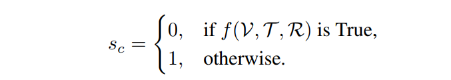 s_c = { 0, if f(𝒱, 𝒯, ℛ) is True,
1, otherwise.